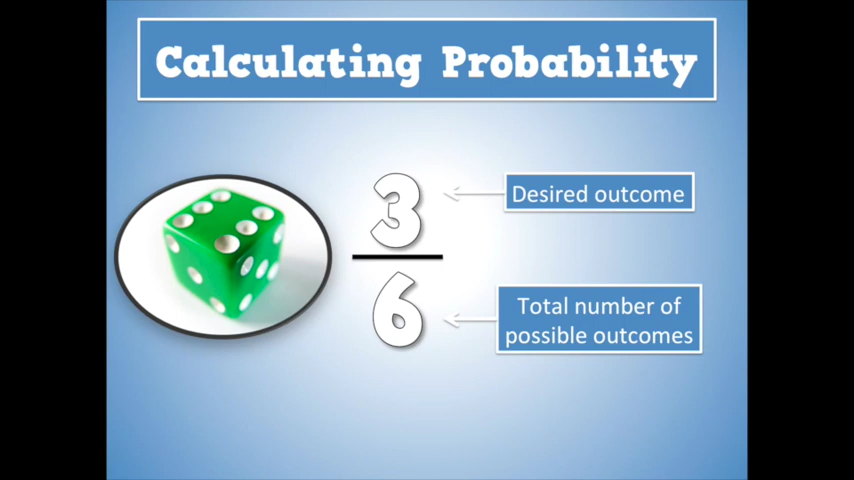 Calculating Probability
3
Desired outcome
6
Total number of
possible outcomes